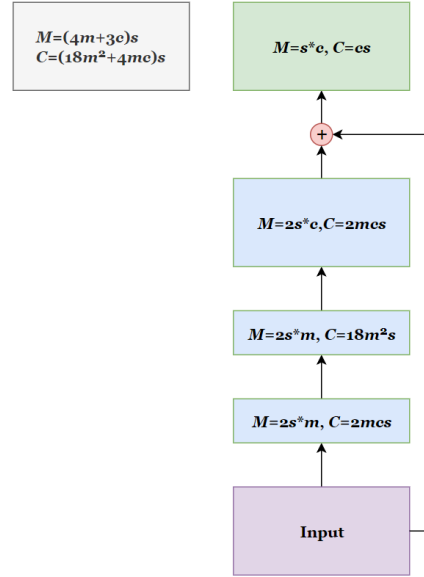 M=(4m+3c)s
C=(18m²+4mc)s
M=s*c, C=cs
+
M=2s*c,C=2mcs
M=2s*m, C=18m²s
M=2s*m, C=2mcs
Input